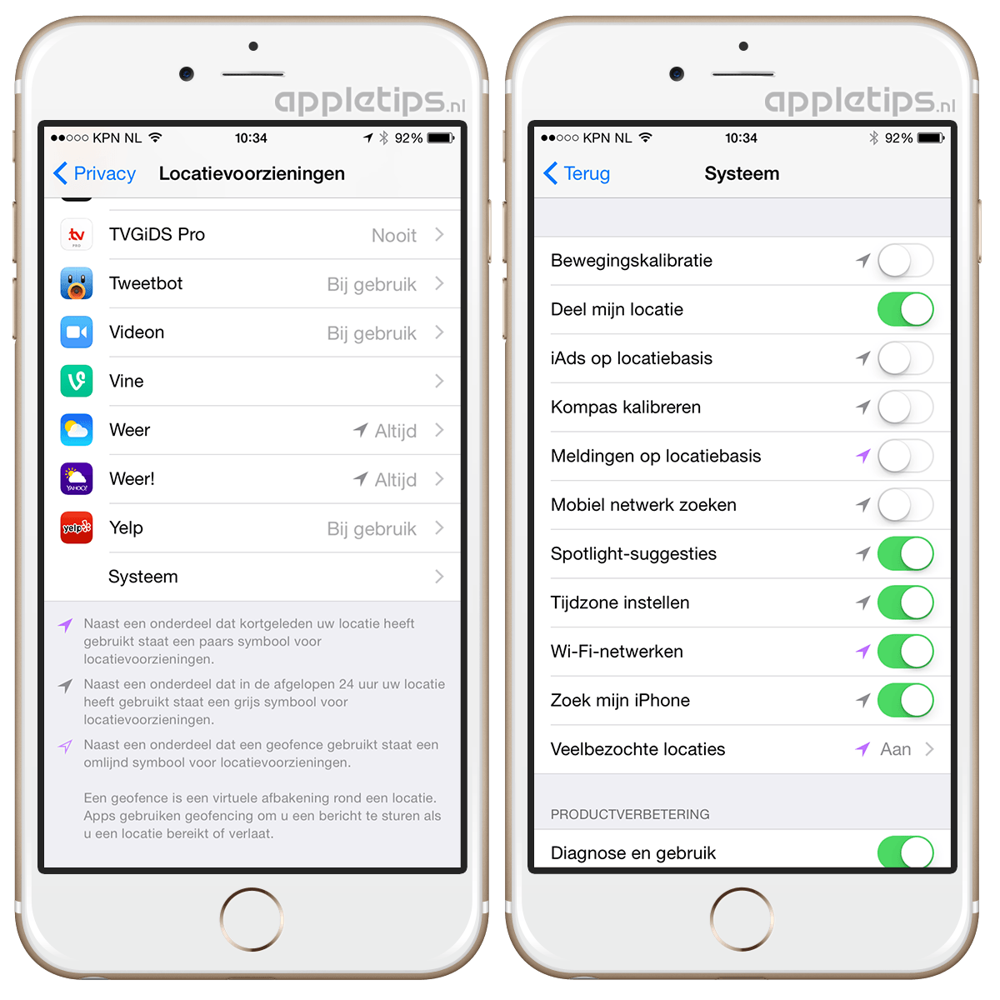 appletips.nl
KPN NL 10:34 92%
Privacy Locatievoorzieningen
.tv PRO TVGiDS Pro Nooit
Tweetbot Bij gebruik
Videon Bij gebruik
Vine
Weer Altijd
YAHOO! Weer! Altijd
yelp Yelp Bij gebruik
Systeem
Naast een onderdeel dat kortgeleden uw locatie heeft
gebruikt staat een paars symbool voor
locatievoorzieningen.
Naast een onderdeel dat in de afgelopen 24 uur uw locatie
heeft gebruikt staat een grijs symbool voor
locatievoorzieningen.
Naast een onderdeel dat een geofence gebruikt staat een
omlijnd symbool voor locatievoorzieningen.
Een geofence is een virtuele afbakening rond een locatie.
Apps gebruiken geofencing om u een bericht te sturen als
u een locatie bereikt of verlaat.
appletips.nl
KPN NL 10:34 92%
Terug Systeem
Bewegingskalibratie
Deel mijn locatie
iAds op locatiebasis
Kompas kalibreren
Meldingen op locatiebasis
Mobiel netwerk zoeken
Spotlight-suggesties
Tijdzone instellen
Wi-Fi-netwerken
Zoek mijn iPhone
Veelbezochte locaties Aan
PRODUCTVERBETERING
Diagnose en gebruik